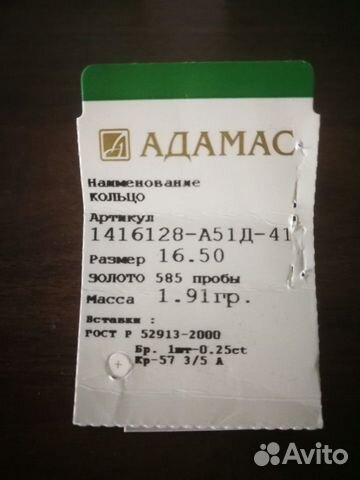 АДАМАС
Наименование
КОЛЬЦО
Артикул
1416128-А51Д-41
Размер 16.50
ЗОЛОТО 585 пробы
Масса 1.91гр.
Вставки :
ГОСТ Р 52913-2000
Бр. 1шт-0.25ct
Кр-57 3/5 А
Avito